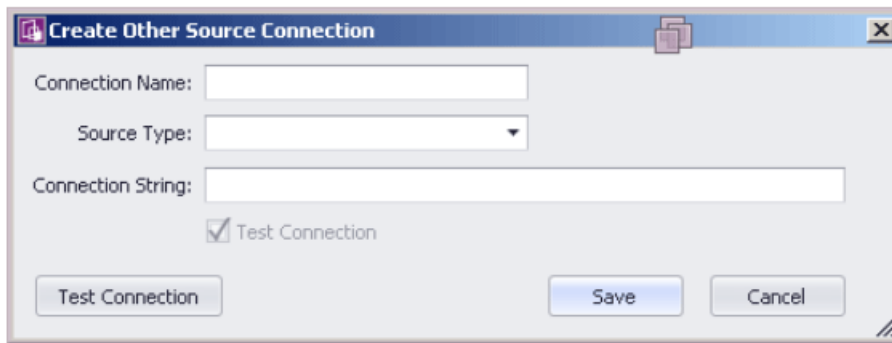 Create Other Source Connection
Connection Name:
Source Type:
Connection String:
Test Connection
Test Connection Save Cancel